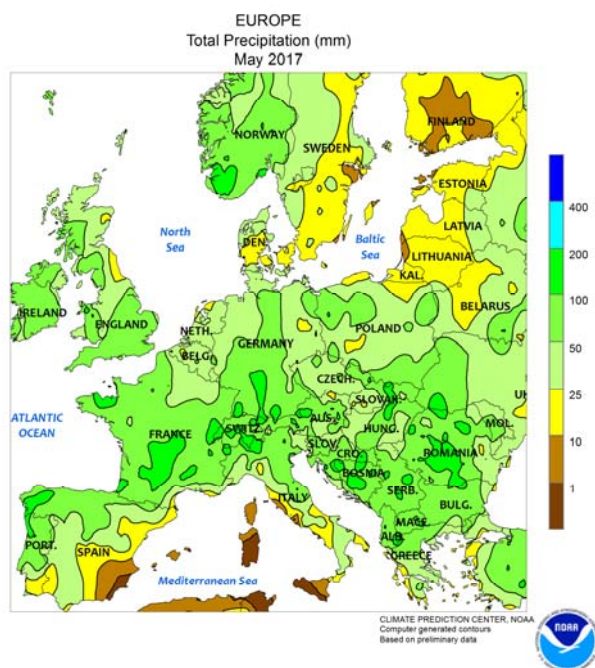 EUROPE
Total Precipitation (mm)
May 2017
NORWAY
SWEDEN
FINLAND
ESTONIA
LATVIA
LITHUANIA
KAL.
BELARUS
North
Sea
Baltic
Sea
DEN.
IRELAND
ENGLAND
NETH.
BELG.
GERMANY
POLAND
CZECH.
SLOVAK.
UK
ATLANTIC
OCEAN
FRANCE
SWITZ.
AUS.
HUNG.
SLOV.
CRO.
BOSNIA
ROMANIA
MOL.
SERB.
BULG.
ITALY
MACE.
ALB.
GREECE
PORT.
SPAIN
Mediterranean Sea
400
200
100
50
25
10
1
CLIMATE PREDICTION CENTER, NOAA
Computer generated contours
Based on preliminary data
NOAA